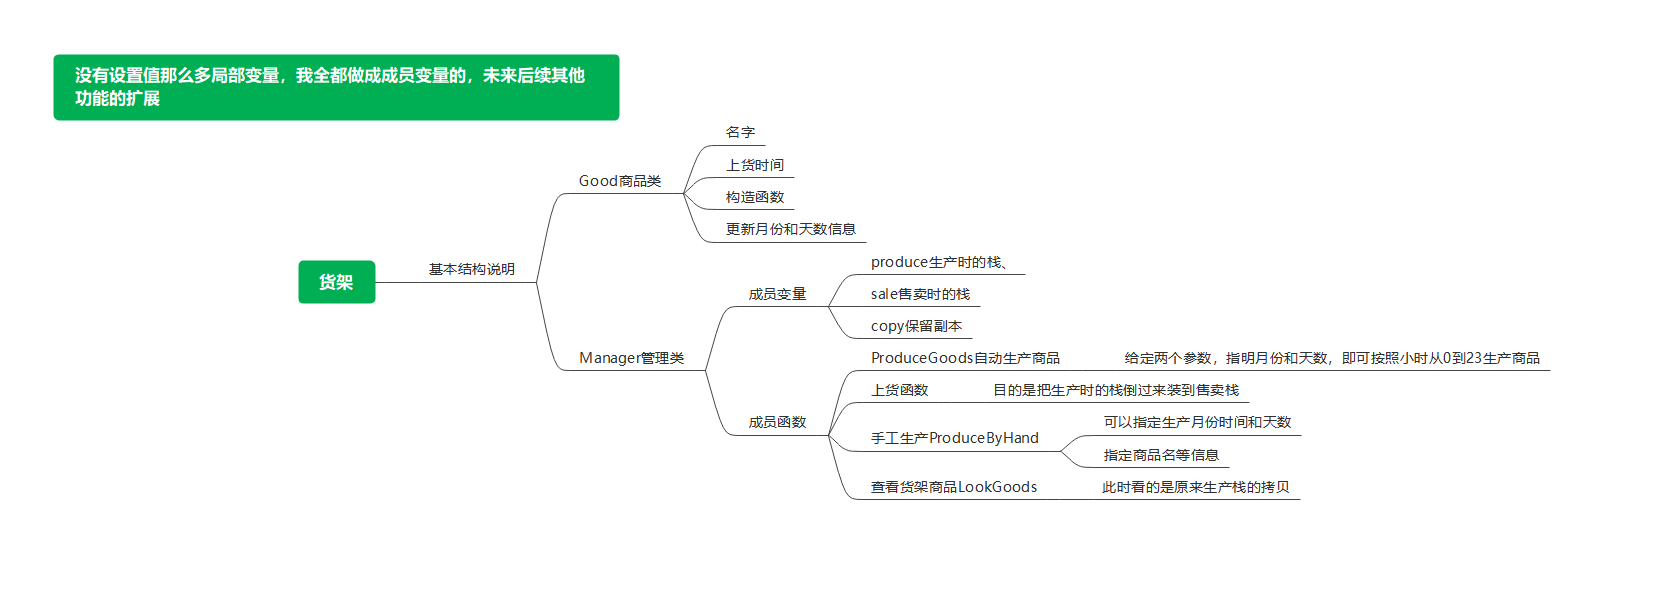 没有设置值那么多局部变量，我全都做成成员变量的，未来后续其他
功能的扩展
货架
基本结构说明
Good商品类
名字
上货时间
构造函数
更新月份和天数信息
Manager管理类
成员变量
produce生产时的栈、
sale售卖时的栈
copy保留副本
成员函数
ProduceGoods自动生产商品
给定两个参数，指明月份和天数，即可按照小时从0到23生产商品
上货函数
目的是把生产时的栈倒过来装到售卖栈
手工生产ProduceByHand
可以指定生产月份时间和天数
指定商品名等信息
查看货架商品LookGoods
此时看的是原来生产栈的拷贝